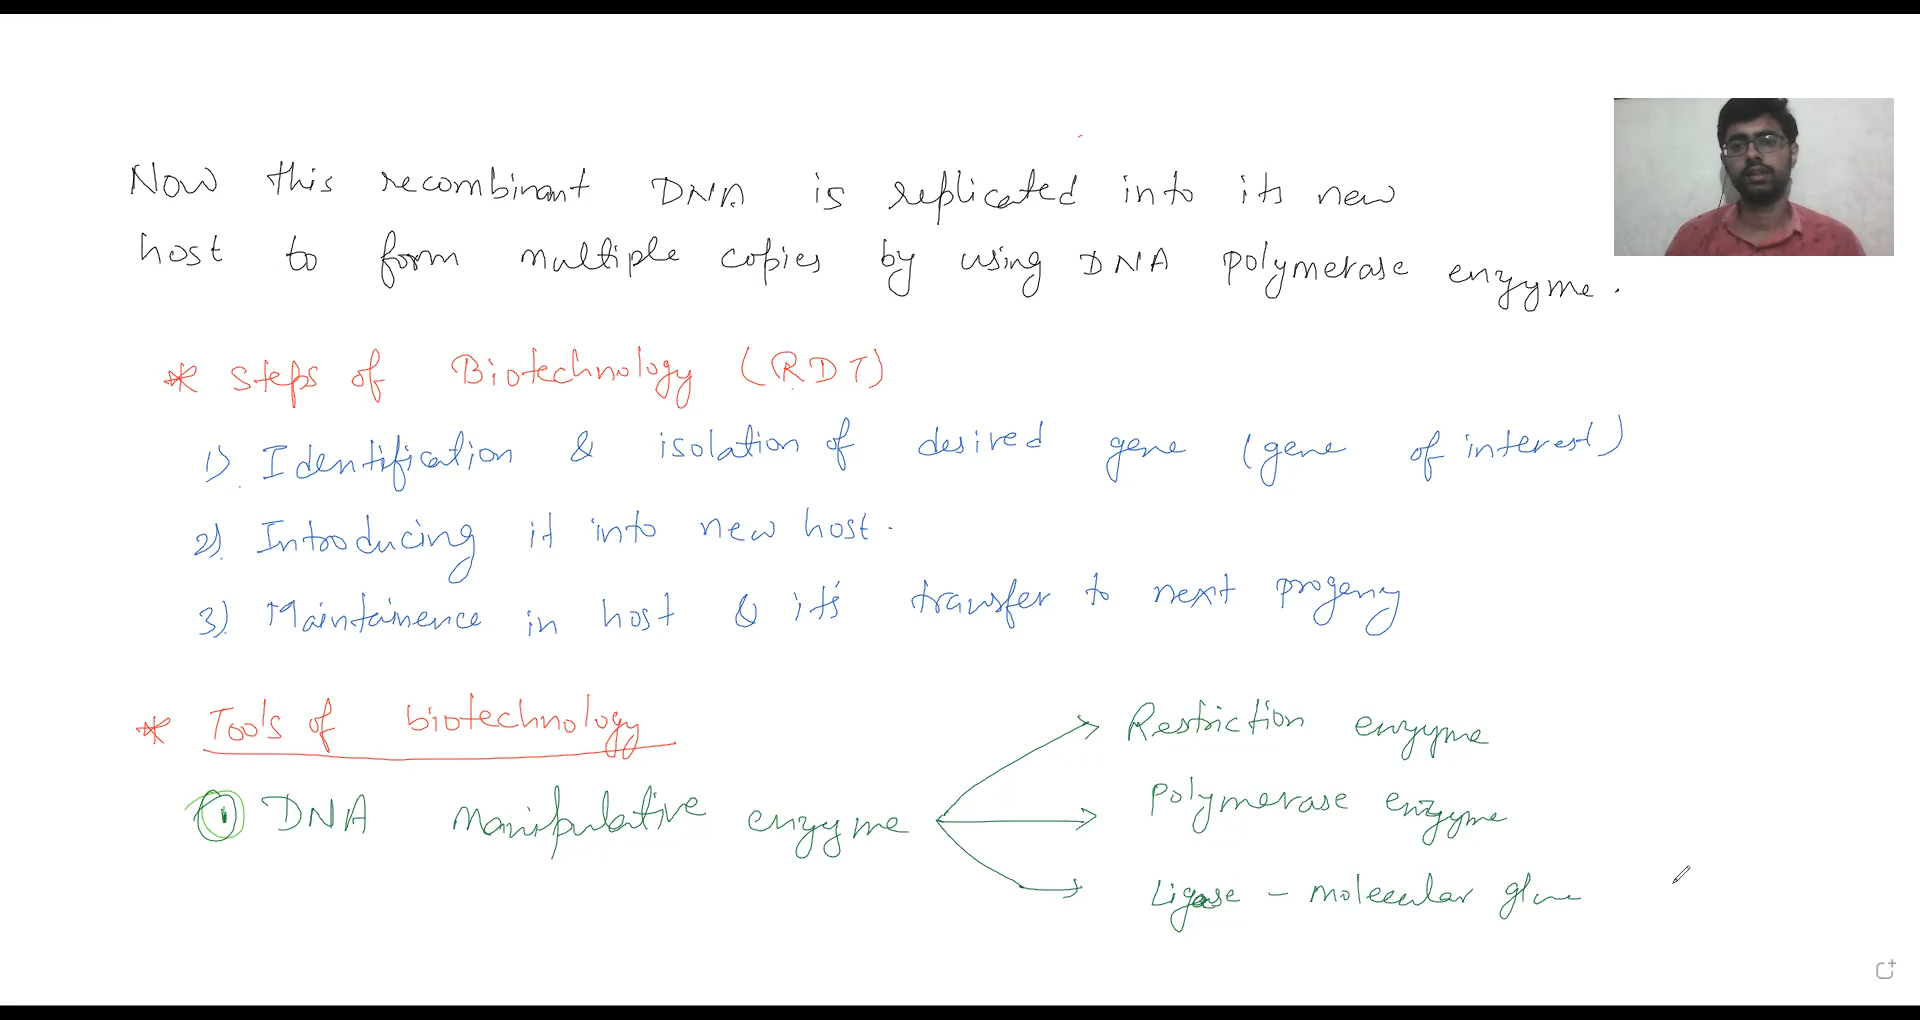 Now this recombinant DNA is replicated into its new
host to form multiple copies by using DNA polymerase enzyme.
* Steps of Biotechnology (RDT)
1) Identification & isolation of desired gene (gene of interest)
2) Introducing it into new host.
3) Maintainence in host & it's transfer to next progeny
* Tools of biotechnology
① DNA manipulative enzyme
Restriction enzyme
Polymerase enzyme
Ligase - molecular glue